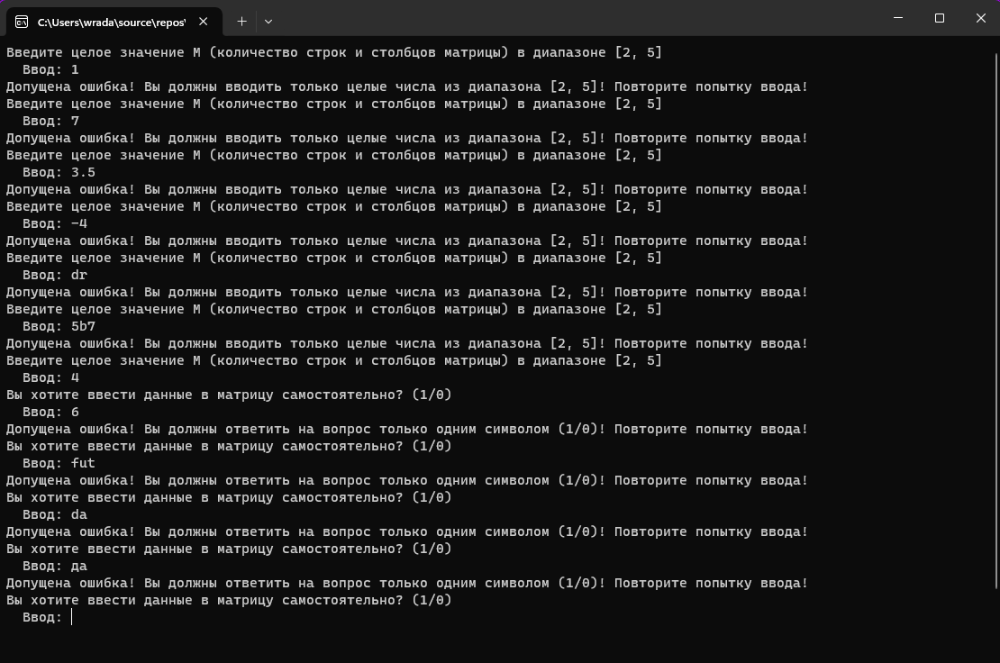 C:\Users\wrada\source\repos\
Введите целое значение M (количество строк и столбцов матрицы) в диапазоне [2, 5]
Ввод: 1
Допущена ошибка! Вы должны вводить только целые числа из диапазона [2, 5]! Повторите попытку ввода!
Введите целое значение M (количество строк и столбцов матрицы) в диапазоне [2, 5]
Ввод: 7
Допущена ошибка! Вы должны вводить только целые числа из диапазона [2, 5]! Повторите попытку ввода!
Введите целое значение M (количество строк и столбцов матрицы) в диапазоне [2, 5]
Ввод: 3.5
Допущена ошибка! Вы должны вводить только целые числа из диапазона [2, 5]! Повторите попытку ввода!
Введите целое значение M (количество строк и столбцов матрицы) в диапазоне [2, 5]
Ввод: -4
Допущена ошибка! Вы должны вводить только целые числа из диапазона [2, 5]! Повторите попытку ввода!
Введите целое значение M (количество строк и столбцов матрицы) в диапазоне [2, 5]
Ввод: dr
Допущена ошибка! Вы должны вводить только целые числа из диапазона [2, 5]! Повторите попытку ввода!
Введите целое значение M (количество строк и столбцов матрицы) в диапазоне [2, 5]
Ввод: 5b7
Допущена ошибка! Вы должны вводить только целые числа из диапазона [2, 5]! Повторите попытку ввода!
Введите целое значение M (количество строк и столбцов матрицы) в диапазоне [2, 5]
Ввод: 4
Вы хотите ввести данные в матрицу самостоятельно? (1/0)
Ввод: 6
Допущена ошибка! Вы должны ответить на вопрос только одним символом (1/0)! Повторите попытку ввода!
Вы хотите ввести данные в матрицу самостоятельно? (1/0)
Ввод: fut
Допущена ошибка! Вы должны ответить на вопрос только одним символом (1/0)! Повторите попытку ввода!
Вы хотите ввести данные в матрицу самостоятельно? (1/0)
Ввод: da
Допущена ошибка! Вы должны ответить на вопрос только одним символом (1/0)! Повторите попытку ввода!
Вы хотите ввести данные в матрицу самостоятельно? (1/0)
Ввод: да
Допущена ошибка! Вы должны ответить на вопрос только одним символом (1/0)! Повторите попытку ввода!
Вы хотите ввести данные в матрицу самостоятельно? (1/0)
Ввод: